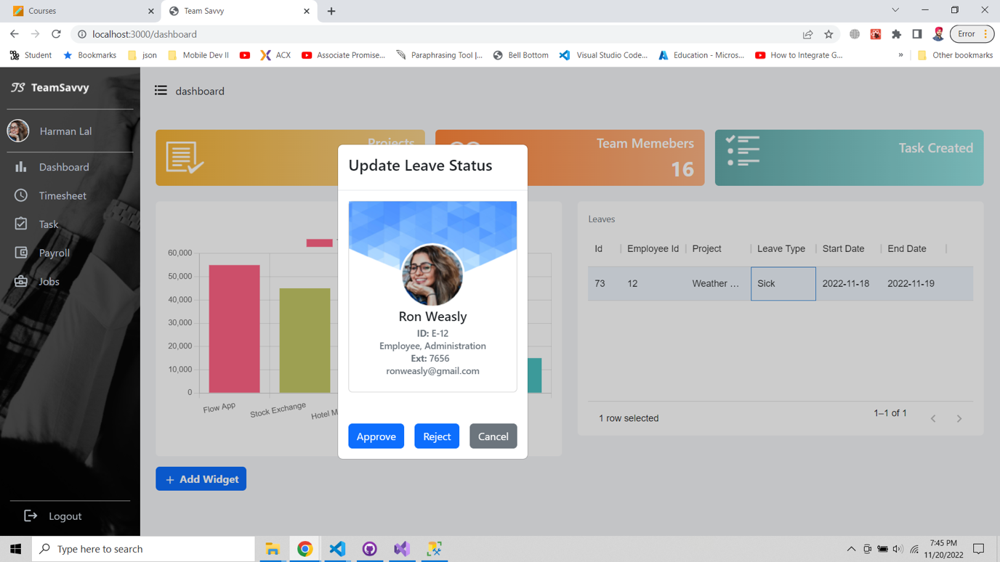 Courses
Team Savvy
localhost:3000/dashboard
Error
Student
Bookmarks
json
Mobile Dev II
ACX
Associate Promise...
Paraphrasing Tool |...
Bell Bottom
Visual Studio Code...
Education - Micros...
How to Integrate G...
»
Other bookmarks
TS TeamSavvy
dashboard
Harman Lal
Dashboard
Timesheet
Task
Payroll
Jobs
Logout
Projects
Team Memebers
16
Task Created
60,000
50,000
40,000
30,000
20,000
10,000
0
Flow App
Stock Exchange
Hotel M
Update Leave Status
Ron Weasly
ID: E-12
Employee, Administration
Ext: 7656
ronweasly@gmail.com
Approve Reject Cancel
Leaves
Id Employee Id Project Leave Type Start Date End Date
73 12 Weather ... Sick 2022-11-18 2022-11-19
1 row selected
1–1 of 1
+ Add Widget
Type here to search
7:45 PM
11/20/2022